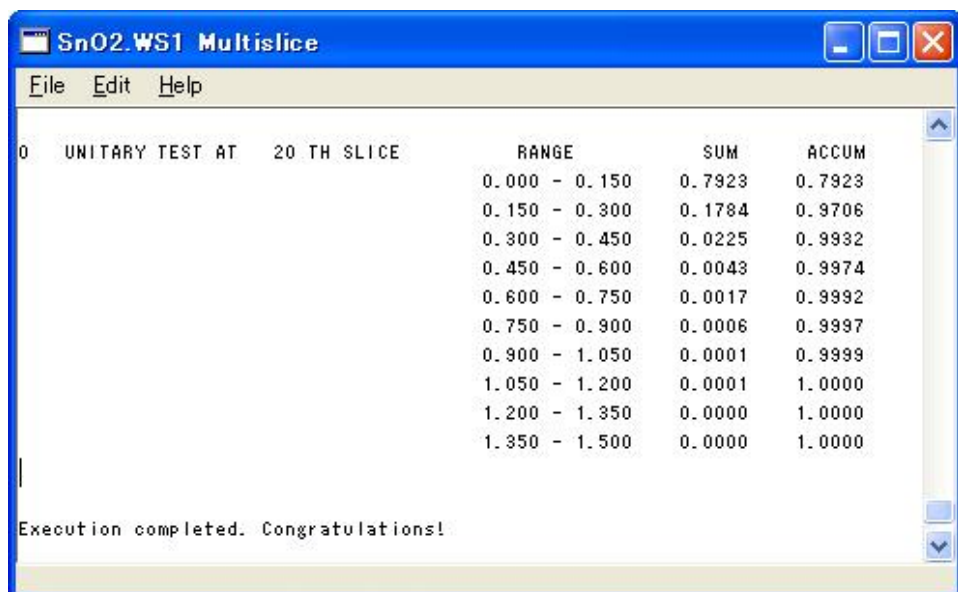 SnO2.WS1 Multislice
File Edit Help
0 UNITARY TEST AT 20 TH SLICE RANGE SUM ACCUM
0.000 - 0.150 0.7923 0.7923
0.150 - 0.300 0.1784 0.9706
0.300 - 0.450 0.0225 0.9932
0.450 - 0.600 0.0043 0.9974
0.600 - 0.750 0.0017 0.9992
0.750 - 0.900 0.0006 0.9997
0.900 - 1.050 0.0001 0.9999
1.050 - 1.200 0.0001 1.0000
1.200 - 1.350 0.0000 1.0000
1.350 - 1.500 0.0000 1.0000
Execution completed. Congratulations!